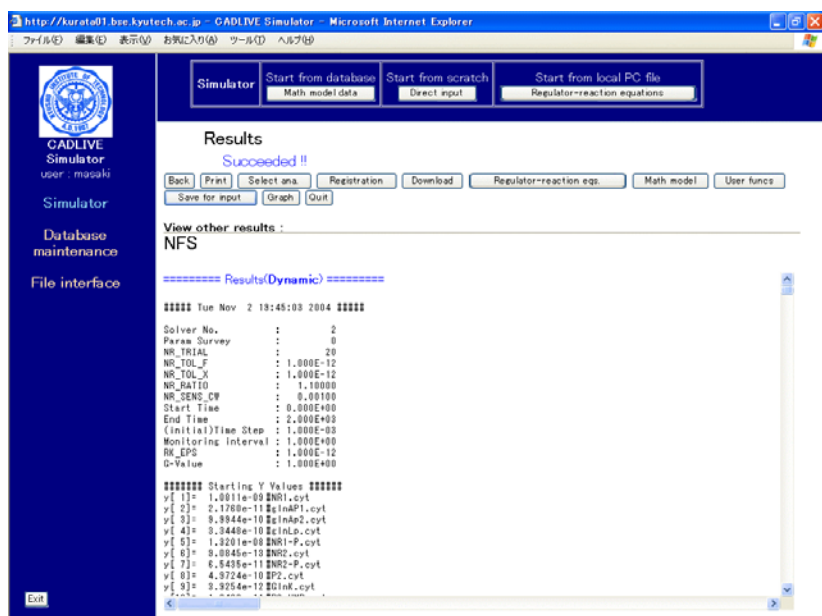 http://kurata01.bse.kyutech.ac.jp - CADLIVE Simulator - Microsoft Internet Explorer
ファイル(F) 編集(E) 表示(V) お気に入り(A) ツール(T) ヘルプ(H)
Simulator
Start from database
Math model data
Start from scratch
Direct input
Start from local PC file
Regulator-reaction equations
CADLIVE
Simulator
user : masaki
Simulator
Database
maintenance
File interface
Exit
Results
Succeeded !!
Back Print Select ana. Registration Download Regulator-reaction eqs. Math model User funcs
Save for input Graph Quit
View other results :
NFS
========= Results(Dynamic) =========
##### Tue Nov 2 13:45:03 2004 #####
Solver No. : 2
Param Survey : 0
NR_TRIAL : 20
NR_TOL_F : 1.000E-12
NR_TOL_X : 1.000E-12
NR_RATIO : 1.10000
NR_SENS_CW : 0.00100
Start Time : 0.000E+00
End Time : 2.000E+03
(initial)Time Step : 1.000E-03
Monitoring interval : 1.000E+00
RK_EPS : 1.000E-12
G-Value : 1.000E+00
####### Starting Y Values ######
y[ 1]= 1.0811e-09 #NR1.cyt
y[ 2]= 2.1760e-11 #glnAP1.cyt
y[ 3]= 9.9944e-10 #glnAp2.cyt
y[ 4]= 3.3440e-10 #glnLp.cyt
y[ 5]= 1.3201e-08 #NR1-P.cyt
y[ 6]= 9.0845e-13 #NR2.cyt
y[ 7]= 6.5435e-11 #NR2-P.cyt
y[ 8]= 4.9724e-10 #P2.cyt
y[ 9]= 3.9254e-12 #GlnK.cyt